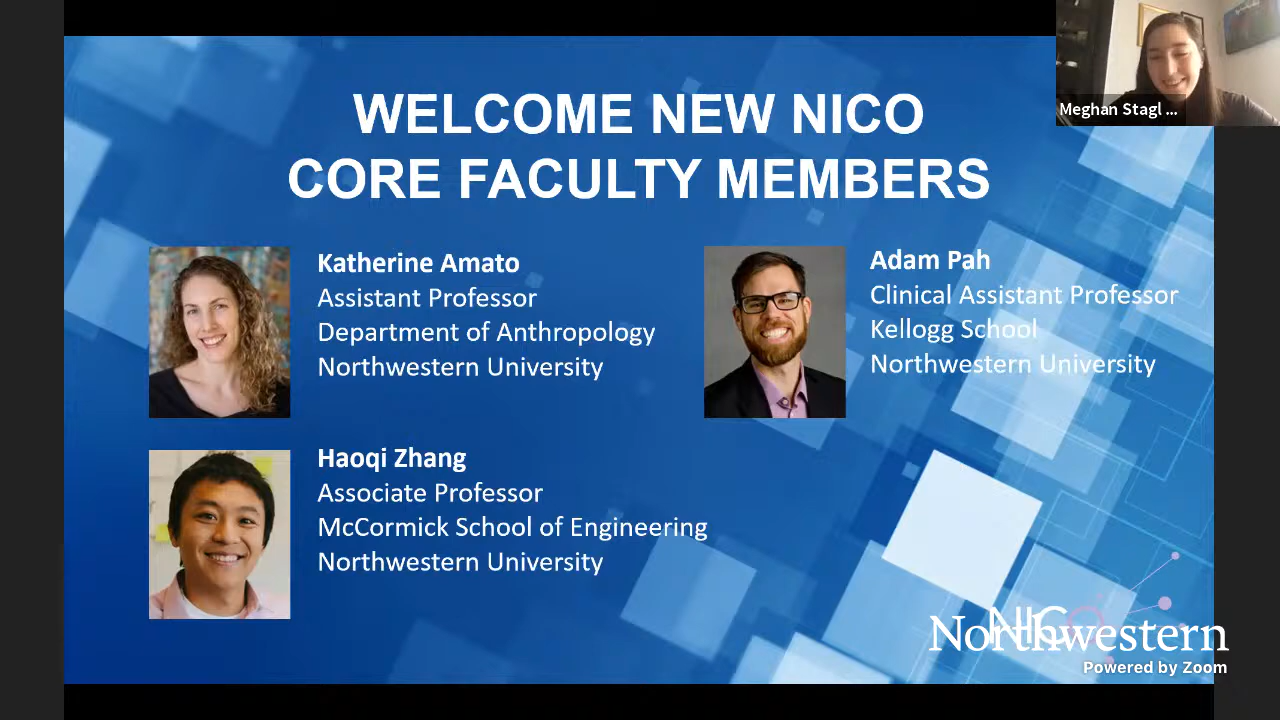 WELCOME NEW NICO
CORE FACULTY MEMBERS
Meghan Stagl ...
Katherine Amato
Assistant Professor
Department of Anthropology
Northwestern University
Adam Pah
Clinical Assistant Professor
Kellogg School
Northwestern University
Haoqi Zhang
Associate Professor
McCormick School of Engineering
Northwestern University
NICO
Northwestern
Powered by Zoom